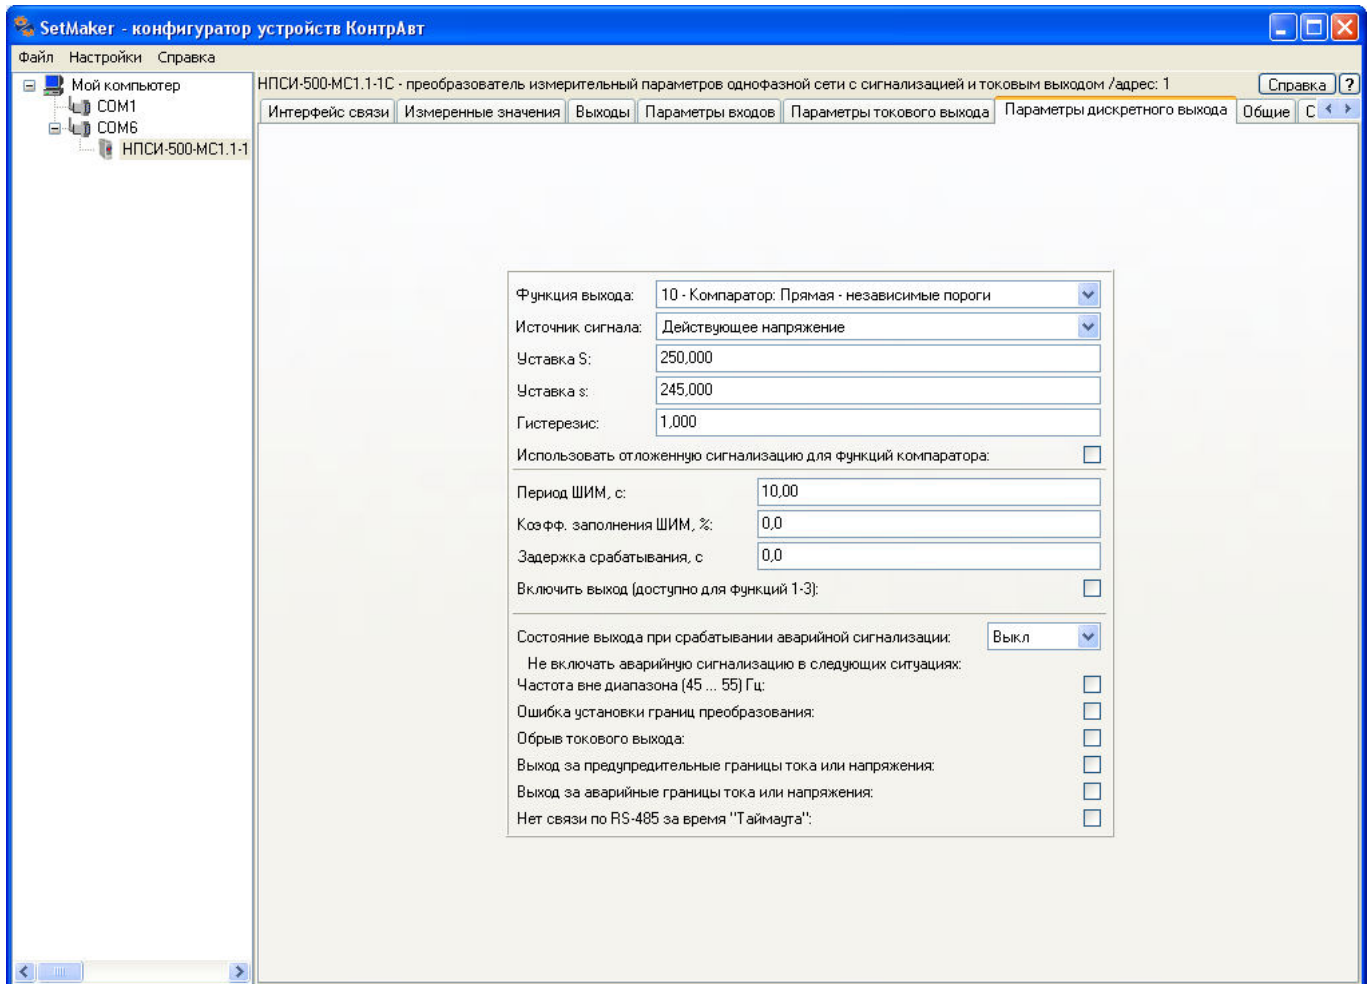 SetMaker - конфигуратор устройств КонтрАвт
Файл Настройки Справка
Мой компьютер
COM1
COM6
НПСИ-500-МС1.1-1
НПСИ-500-МС1.1-1С - преобразователь измерительный параметров однофазной сети с сигнализацией и токовым выходом /адрес: 1
Справка ?
Интерфейс связи Измеренные значения Выходы Параметры входов Параметры токового выхода Параметры дискретного выхода Общие С
Функция выхода: 10 - Компаратор: Прямая - независимые пороги
Источник сигнала: Действующее напряжение
Уставка S: 250,000
Уставка s: 245,000
Гистерезис: 1,000
Использовать отложенную сигнализацию для функций компаратора:
Период ШИМ, с: 10,00
Коэфф. заполнения ШИМ, %: 0,0
Задержка срабатывания, с 0,0
Включить выход (доступно для функций 1-3):
Состояние выхода при срабатывании аварийной сигнализации: Выкл
Не включать аварийную сигнализацию в следующих ситуациях:
Частота вне диапазона (45 ... 55) Гц:
Ошибка установки границ преобразования:
Обрыв токового выхода:
Выход за предупредительные границы тока или напряжения:
Выход за аварийные границы тока или напряжения:
Нет связи по RS-485 за время "Таймаута":